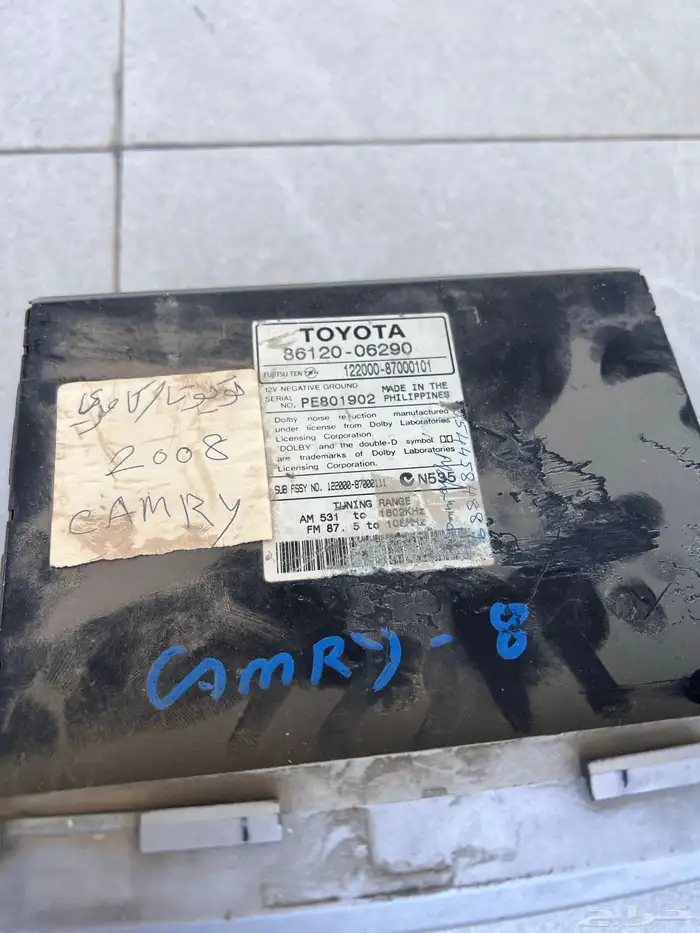 TOYOTA
86120-06290
FUJITSU TEN 122000-87000101
12V NEGATIVE GROUND
SERIAL NO. PE801902
MADE IN THE PHILIPPINES
Dolby noise reduction manufactured
under license from Dolby Laboratories
Licensing Corporation.
"DOLBY" and the double-D symbol
are trademarks of Dolby Laboratories
Licensing Corporation.
SUB FSSY NO. 122000-87000111 N595
TUNING RANGE
AM 531 to 1602KHz
FM 87.5 to 108MHz
تويوتا/كامري
2008
CAMRY
CAMRY-8
حراج